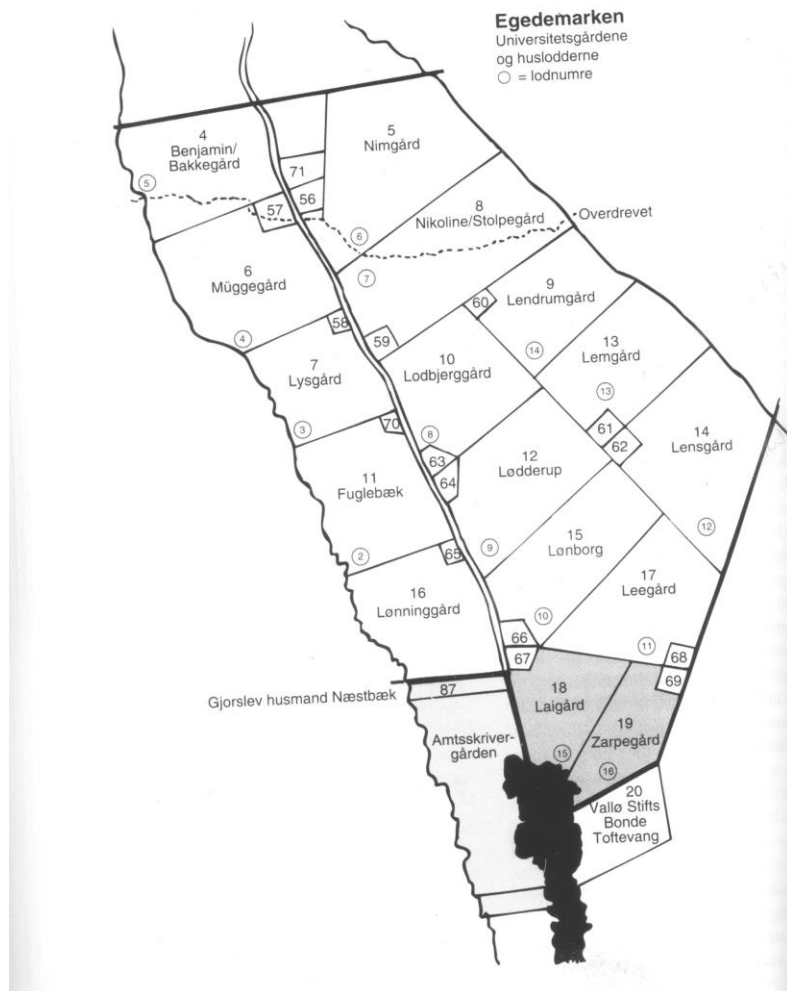 Egedemarken
Universitetsgårdene
og huslodderne
○ = lodnumre
4
Benjamin/
Bakkegård
5
5
Nimgård
71
56
57
6
8
Nikoline/Stolpegård
Overdrevet
7
6
Müggegård
4
58
59
60
9
Lendrumgård
14
7
Lysgård
3
10
Lodbjerggård
13
Lemgård
13
70
8
61
62
14
Lensgård
12
63
64
11
Fuglebæk
2
12
Lødderup
9
65
15
Lønborg
10
16
Lønninggård
17
Leegård
11
66
67
68
69
Gjorslev husmand Næstbæk
87
18
Laigård
15
19
Zarpegård
16
Amtsskriver-
gården
20
Vallø Stifts
Bonde
Toftevang